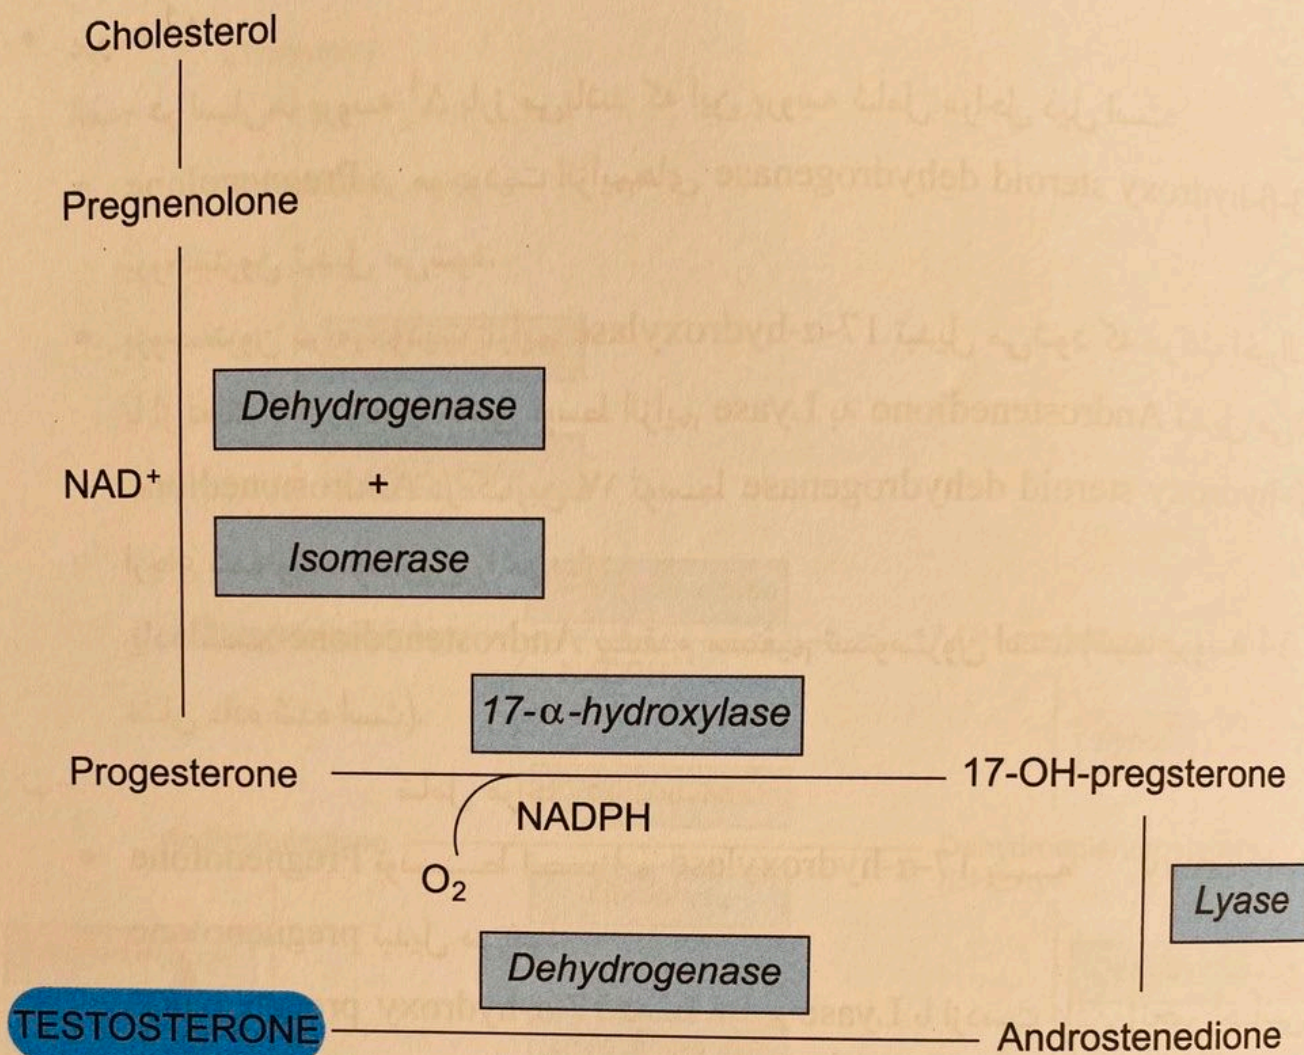 Cholesterol
Pregnenolone
Dehydrogenase
NAD⁺ +
Isomerase
17-α-hydroxylase
Progesterone 17-OH-pregsterone
NADPH
O₂
Lyase
Dehydrogenase
TESTOSTERONE Androstenedione